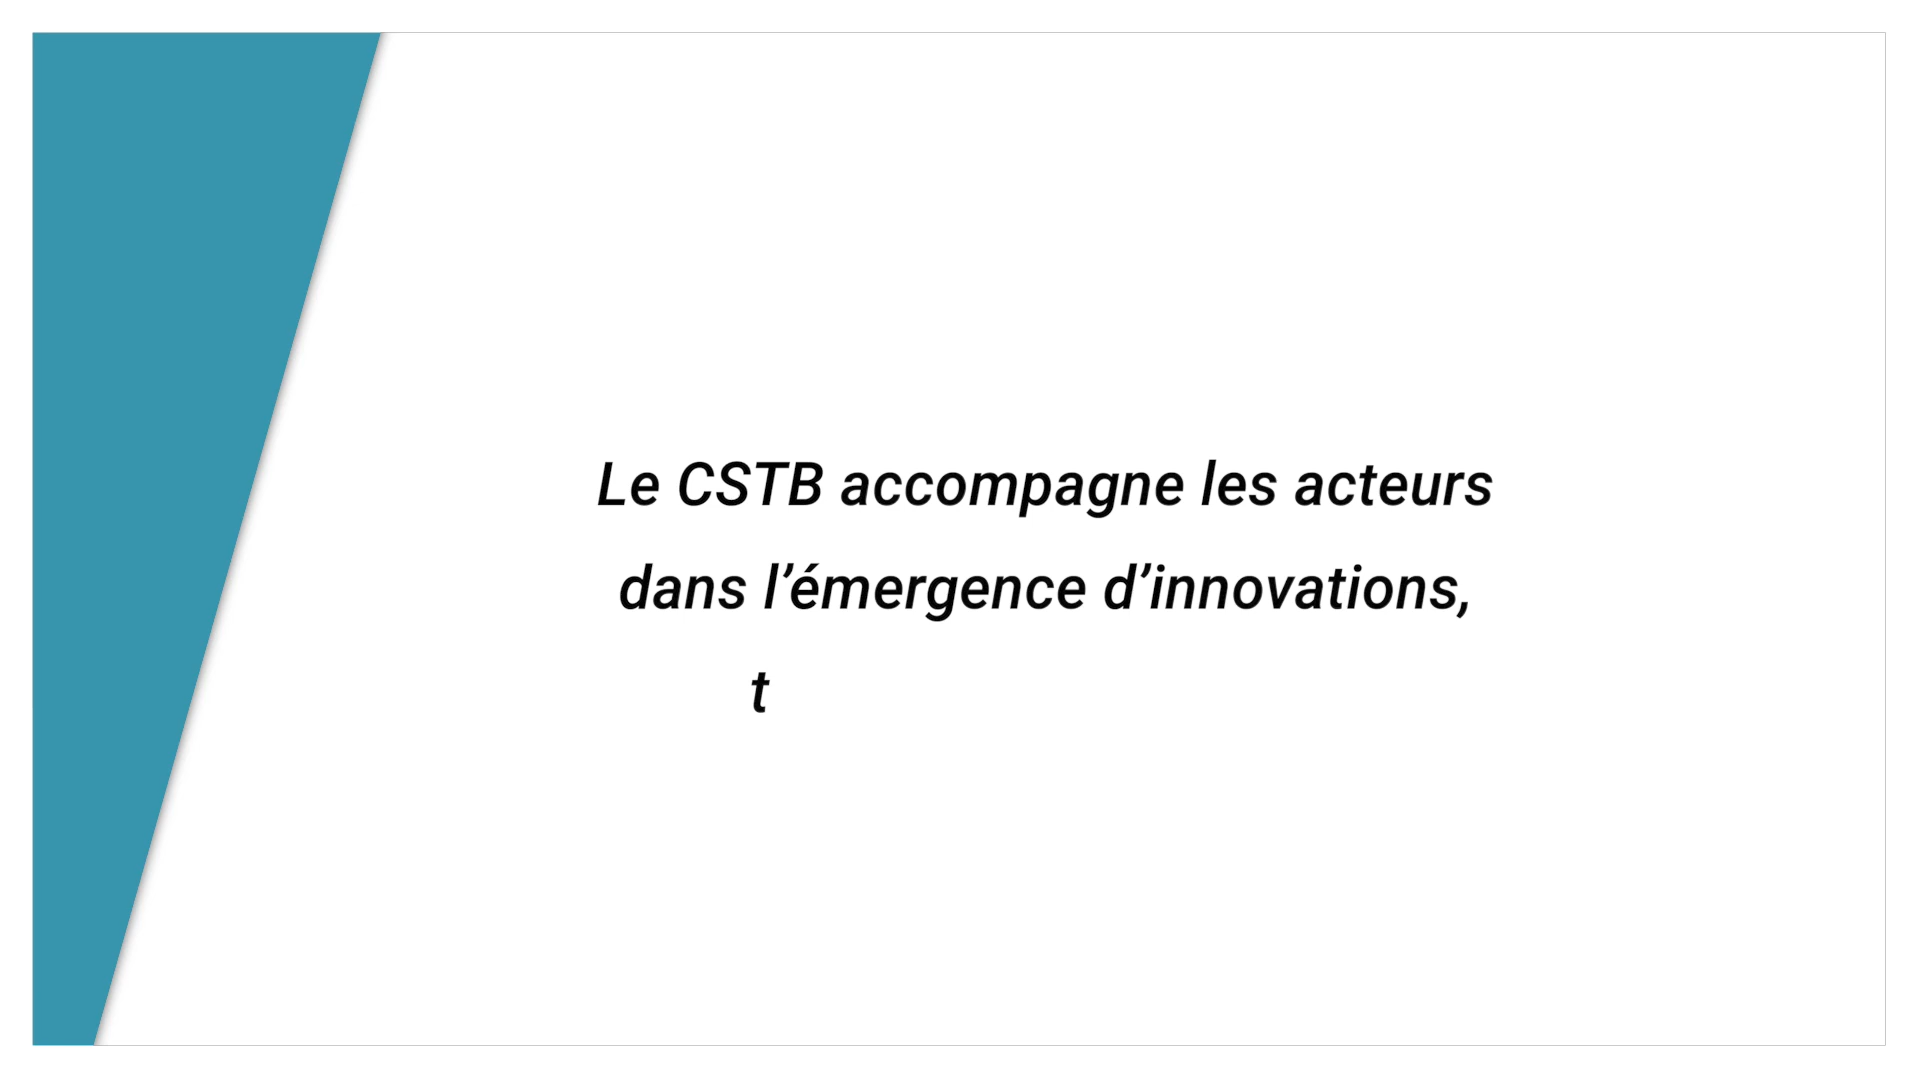 Le CSTB accompagne les acteurs
dans l’émergence d’innovations,
t